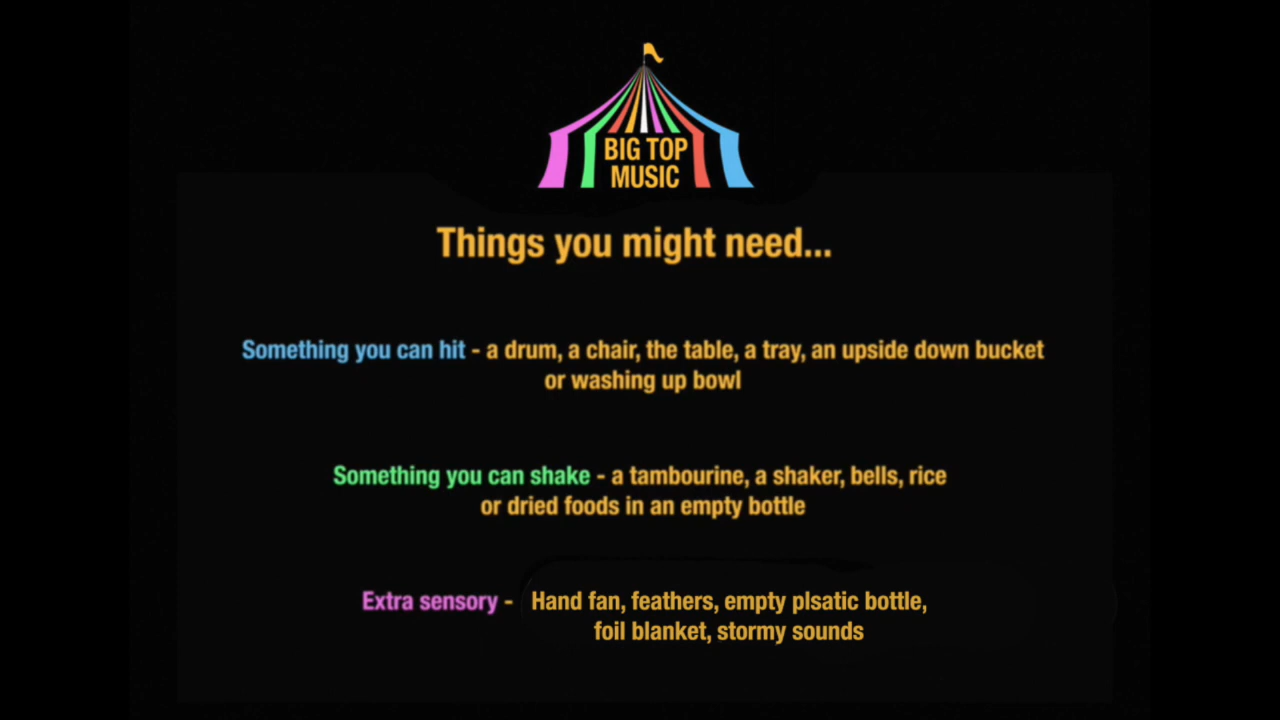 BIG TOP
MUSIC
Things you might need...
Something you can hit - a drum, a chair, the table, a tray, an upside down bucket
or washing up bowl
Something you can shake - a tambourine, a shaker, bells, rice
or dried foods in an empty bottle
Extra sensory - Hand fan, feathers, empty plsatic bottle,
foil blanket, stormy sounds